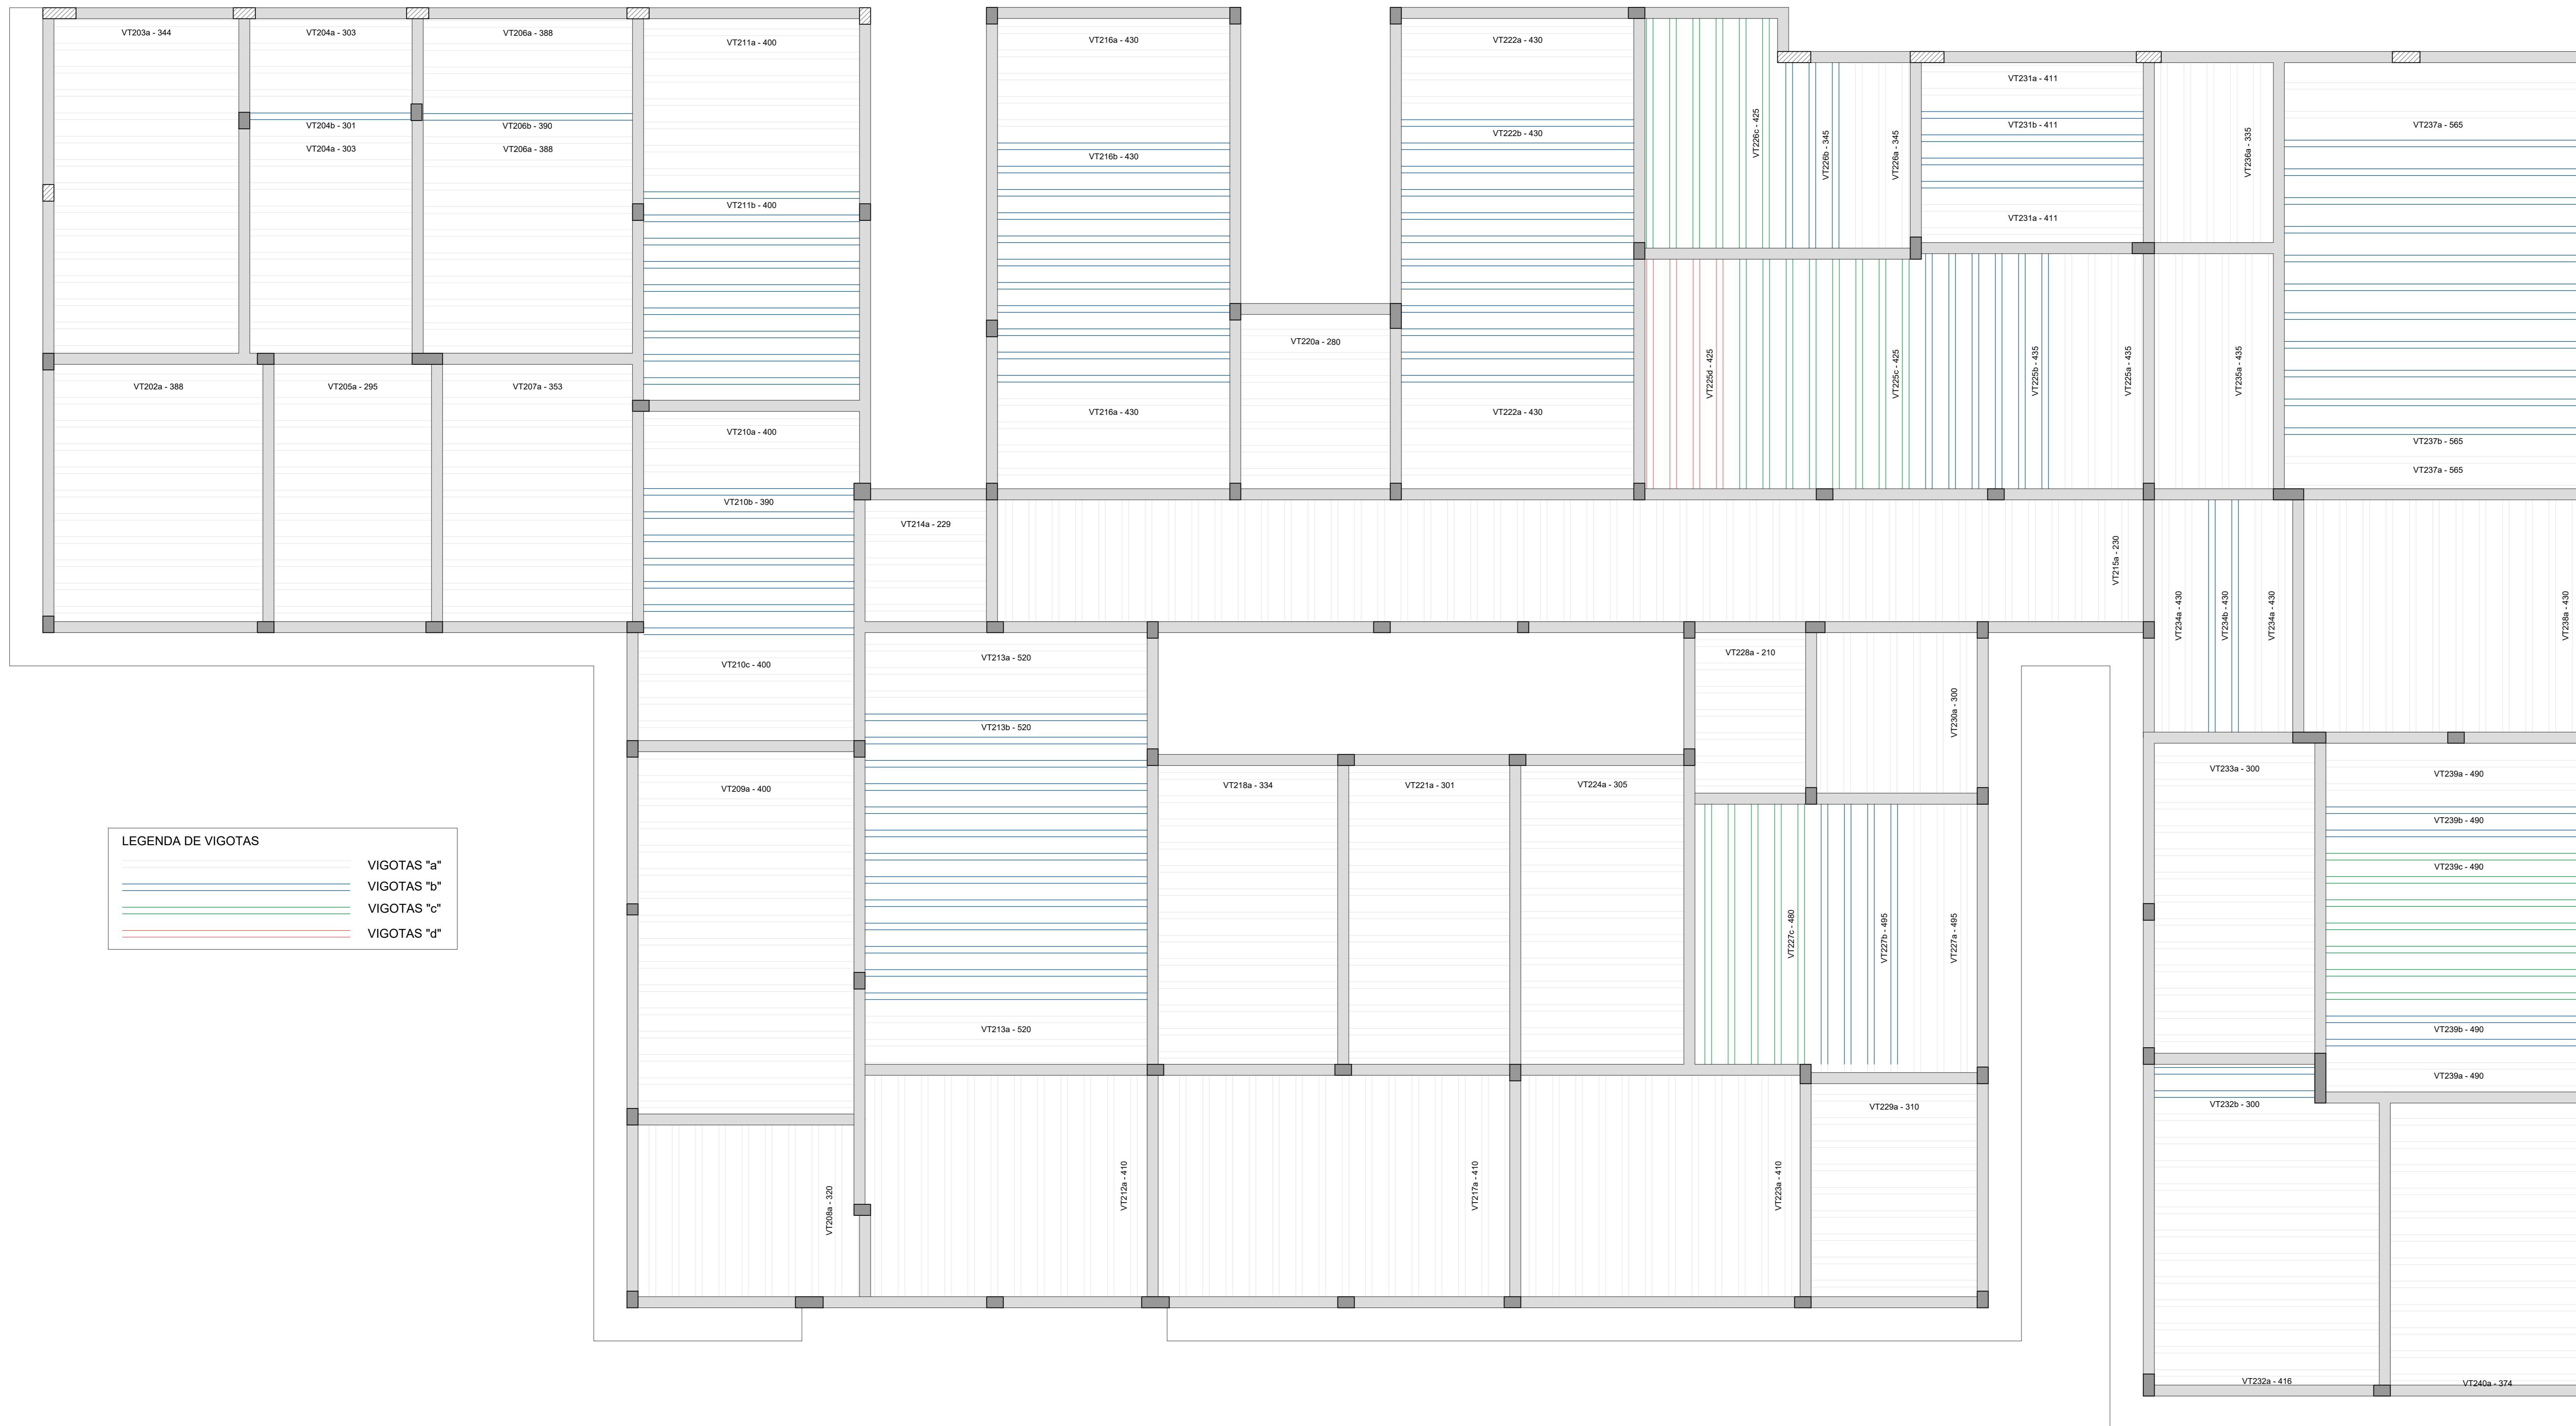 VT203a - 344
VT204a - 303
VT206a - 388
VT211a - 400
VT216a - 430
VT222a - 430
VT226c - 425
VT226b - 345
VT226a - 345
VT231a - 411
VT236a - 335
VT237a - 565
VT204b - 301
VT206b - 390
VT222b - 430
VT231b - 411
VT204a - 303
VT206a - 388
VT216b - 430
VT211b - 400
VT231a - 411
VT220a - 280
VT225d - 425
VT225c - 425
VT225b - 435
VT225a - 435
VT235a - 435
VT202a - 388
VT205a - 295
VT207a - 353
VT216a - 430
VT222a - 430
VT210a - 400
VT237b - 565
VT237a - 565
VT210b - 390
VT214a - 229
VT215a - 230
VT234a - 430
VT234b - 430
VT234a - 430
VT238a - 430
VT210c - 400
VT213a - 520
VT228a - 210
VT230a - 300
VT213b - 520
VT233a - 300
VT239a - 490
VT209a - 400
VT218a - 334
VT221a - 301
VT224a - 305
VT239b - 490
LEGENDA DE VIGOTAS
VIGOTAS "a"
VIGOTAS "b"
VIGOTAS "c"
VIGOTAS "d"
VT239c - 490
VT227c - 480
VT227b - 495
VT227a - 495
VT213a - 520
VT239b - 490
VT239a - 490
VT232b - 300
VT229a - 310
VT208a - 320
VT212a - 410
VT217a - 410
VT223a - 410
VT232a - 416
VT240a - 374